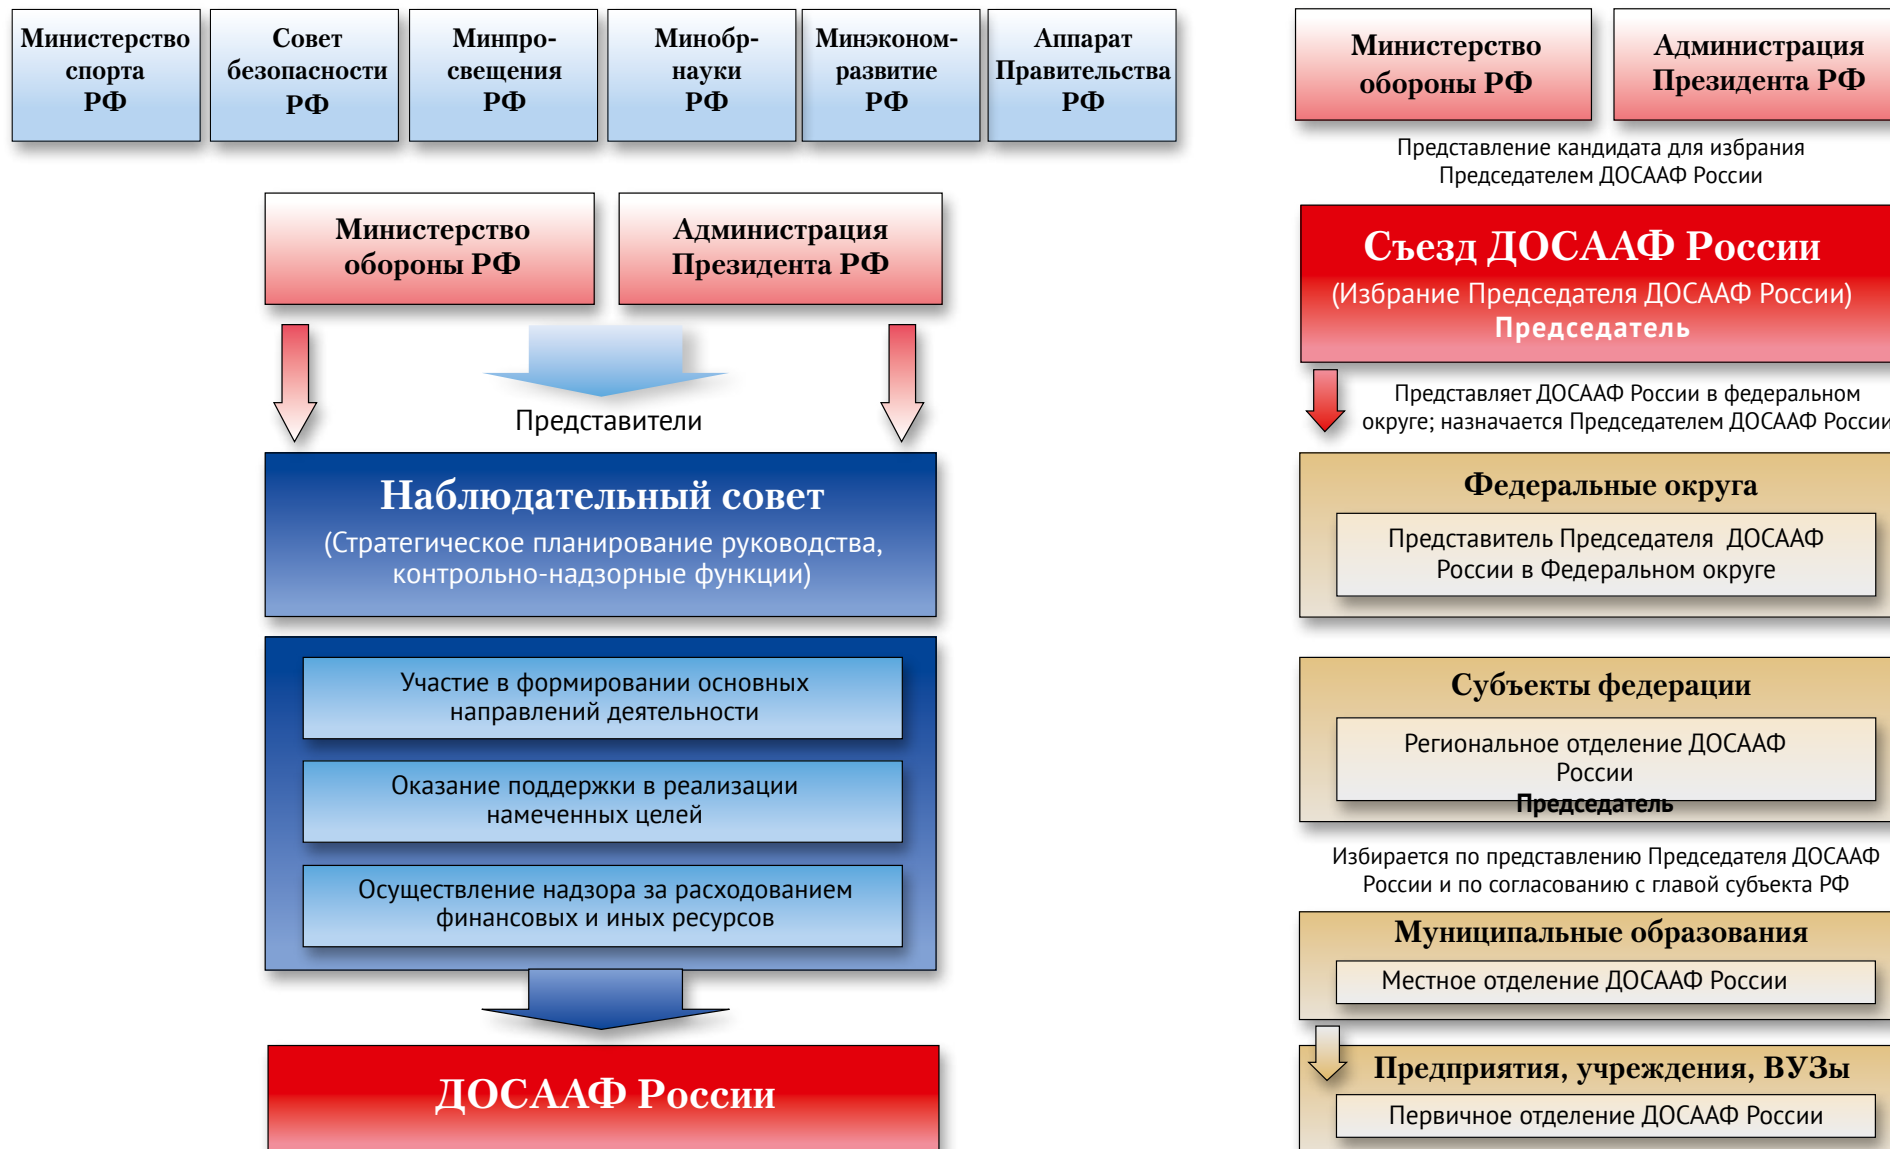 Министерство
спорта
РФ
Совет
безопасности
РФ
Минпро-
свещения
РФ
Минобр-
науки
РФ
Минэконом-
развитие
РФ
Аппарат
Правительства
РФ
Министерство
обороны РФ
Администрация
Президента РФ
Представители
Наблюдательный совет
(Стратегическое планирование руководства,
контрольно-надзорные функции)
Участие в формировании основных
направлений деятельности
Оказание поддержки в реализации
намеченных целей
Осуществление надзора за расходованием
финансовых и иных ресурсов
ДОСААФ России
Министерство
обороны РФ
Администрация
Президента РФ
Представление кандидата для избрания
Председателем ДОСААФ России
Съезд ДОСААФ России
(Избрание Председателя ДОСААФ России)
Председатель
Представляет ДОСААФ России в федеральном
округе; назначается Председателем ДОСААФ России
Федеральные округа
Представитель Председателя ДОСААФ
России в Федеральном округе
Субъекты федерации
Региональное отделение ДОСААФ
России
Председатель
Избирается по представлению Председателя ДОСААФ
России и по согласованию с главой субъекта РФ
Муниципальные образования
Местное отделение ДОСААФ России
Предприятия, учреждения, ВУЗы
Первичное отделение ДОСААФ России